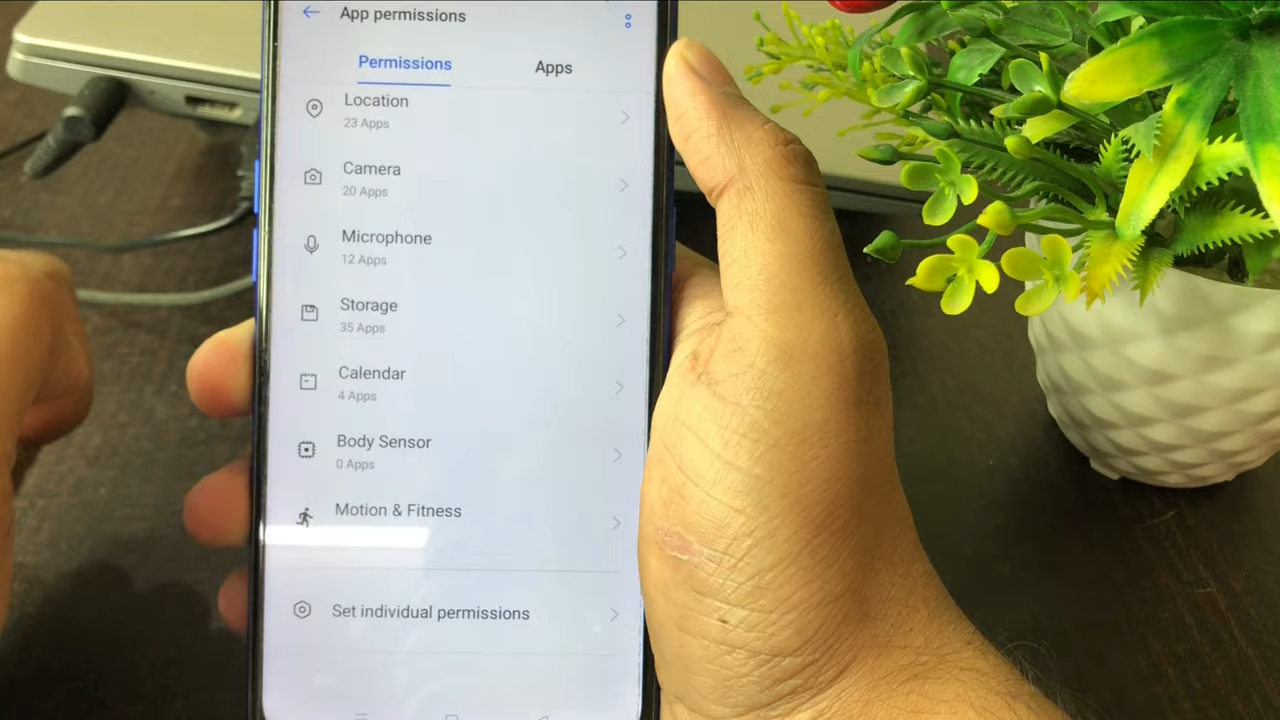 App permissions
Permissions
Apps
Location
23 Apps
Camera
20 Apps
Microphone
12 Apps
Storage
35 Apps
Calendar
4 Apps
Body Sensor
0 Apps
Motion & Fitness
Set individual permissions